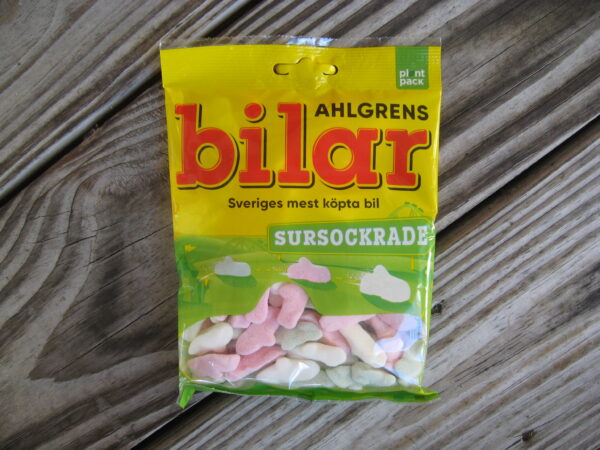 plant
pack
AHLGRENS
bilar
Sveriges mest köpta bil
SURSOCKRADE